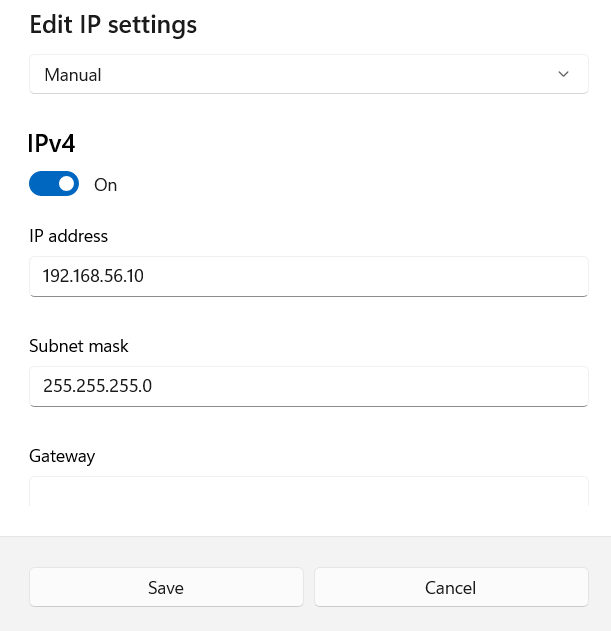 Edit IP settings
Manual
IPv4
On
IP address
192.168.56.10
Subnet mask
255.255.255.0
Gateway
Save Cancel